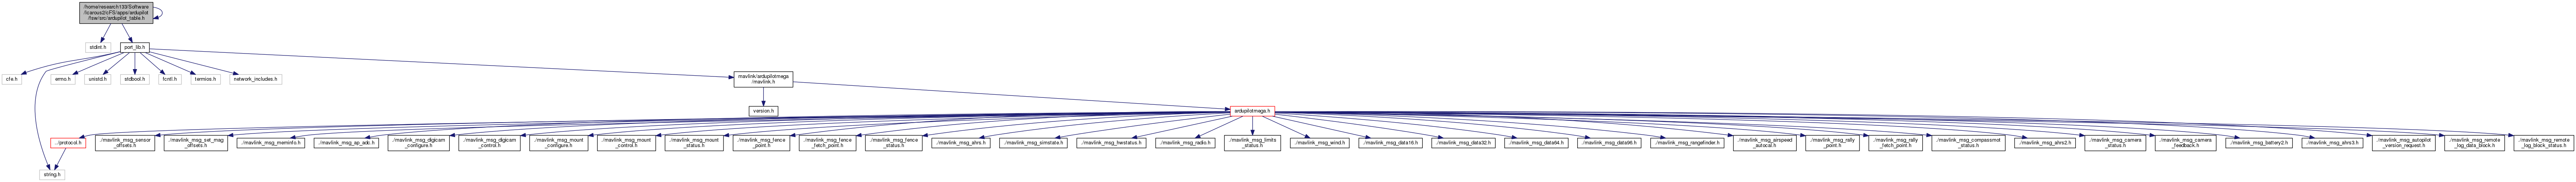 /home/research133/Software
/icarous2/cFS/apps/ardupilot
/fsw/src/ardupilot_table.h
stdint.h
port_lib.h
cfe.h
errno.h
unistd.h
stdbool.h
fcntl.h
termios.h
network_includes.h
mavlink/ardupilotmega
/mavlink.h
version.h
ardupilotmega.h
../protocol.h
./mavlink_msg_sensor
_offsets.h
./mavlink_msg_set_mag
_offsets.h
./mavlink_msg_meminfo.h
./mavlink_msg_ap_adc.h
./mavlink_msg_digicam
_configure.h
./mavlink_msg_digicam
_control.h
./mavlink_msg_mount
_configure.h
./mavlink_msg_mount
_control.h
./mavlink_msg_mount
_status.h
./mavlink_msg_fence
_point.h
./mavlink_msg_fence
_fetch_point.h
./mavlink_msg_fence
_status.h
./mavlink_msg_ahrs.h
./mavlink_msg_simstate.h
./mavlink_msg_hwstatus.h
./mavlink_msg_radio.h
./mavlink_msg_limits
_status.h
./mavlink_msg_wind.h
./mavlink_msg_data16.h
./mavlink_msg_data32.h
./mavlink_msg_data64.h
./mavlink_msg_data96.h
./mavlink_msg_rangefinder.h
./mavlink_msg_airspeed
_autocal.h
./mavlink_msg_rally
_point.h
./mavlink_msg_rally
_fetch_point.h
./mavlink_msg_compassmot
_status.h
./mavlink_msg_ahrs2.h
./mavlink_msg_camera
_status.h
./mavlink_msg_camera
_feedback.h
./mavlink_msg_battery2.h
./mavlink_msg_ahrs3.h
./mavlink_msg_autopilot
_version_request.h
./mavlink_msg_remote
_log_data_block.h
./mavlink_msg_remote
_log_block_status.h
string.h